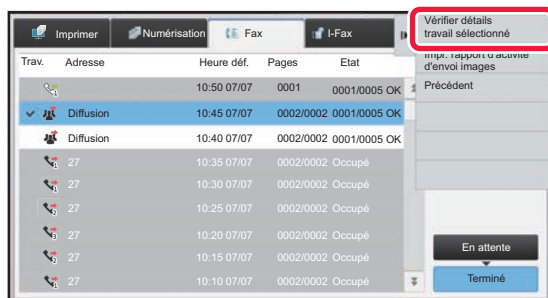 Imprimer
Numérisation
Fax
I-Fax
Vérifier détails
travail sélectionné
Impr. rapport d'activité
d'envoi images
Précédent
Trav. Adresse Heure déf. Pages Etat
10:50 07/07 0001 0001/0005 OK
Diffusion 10:45 07/07 0002/0002 0001/0005 OK
Diffusion 10:40 07/07 0002/0002 0001/0005 OK
27 10:35 07/07 0002/0002 Occupé
27 10:30 07/07 0002/0002 Occupé
27 10:25 07/07 0002/0002 Occupé
27 10:20 07/07 0002/0002 Occupé
27 10:15 07/07 0002/0002 Occupé
27 10:10 07/07 0002/0002 Occupé
En attente
Terminé